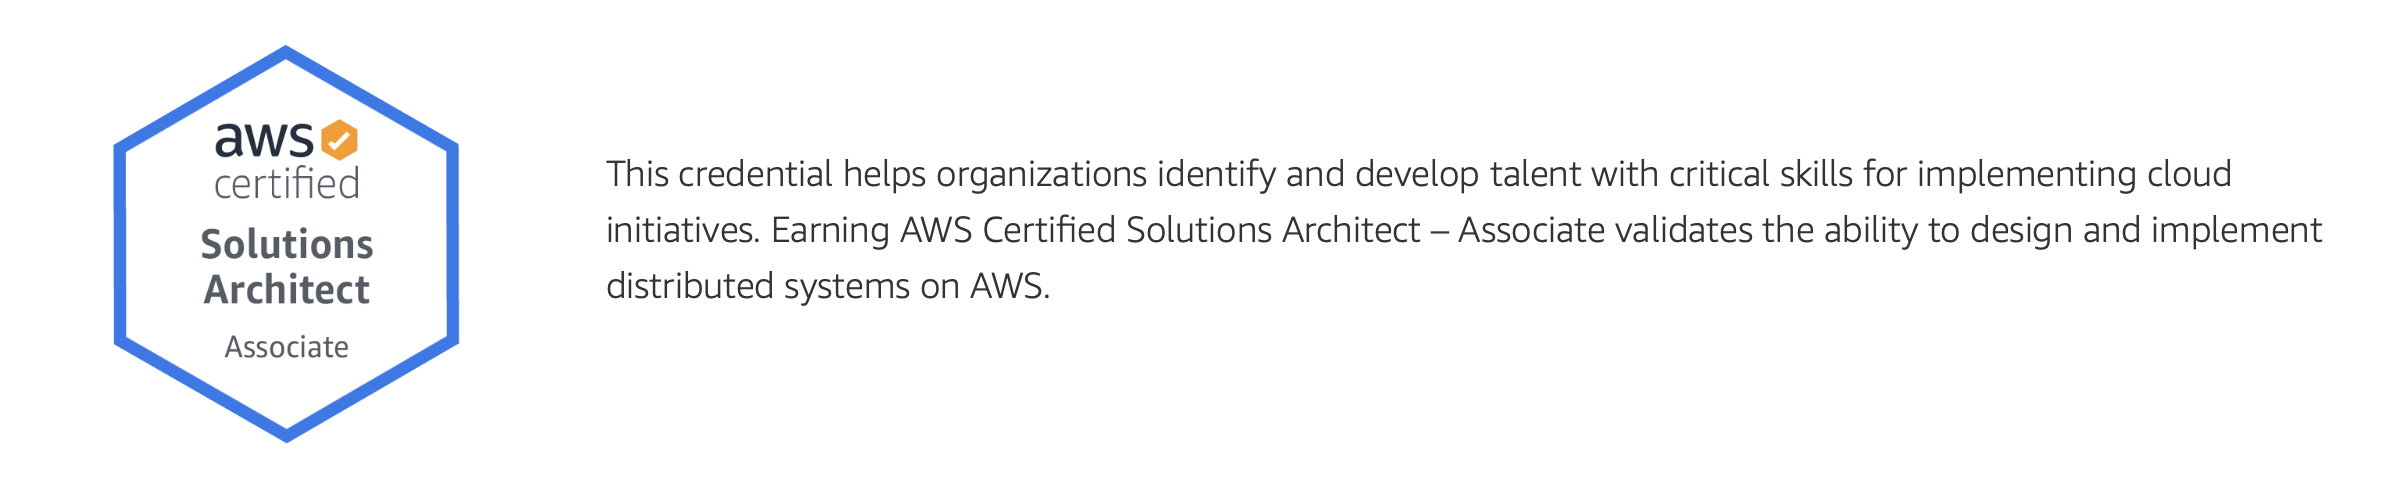 aws
certified
Solutions
Architect
Associate
This credential helps organizations identify and develop talent with critical skills for implementing cloud
initiatives. Earning AWS Certified Solutions Architect – Associate validates the ability to design and implement
distributed systems on AWS.